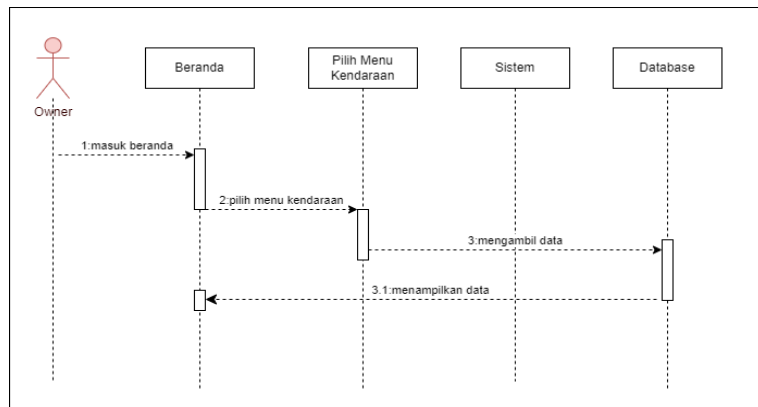 Owner
Beranda
Pilih Menu
Kendaraan
Sistem
Database
1:masuk beranda
2:pilih menu kendaraan
3:mengambil data
3.1:menampilkan data